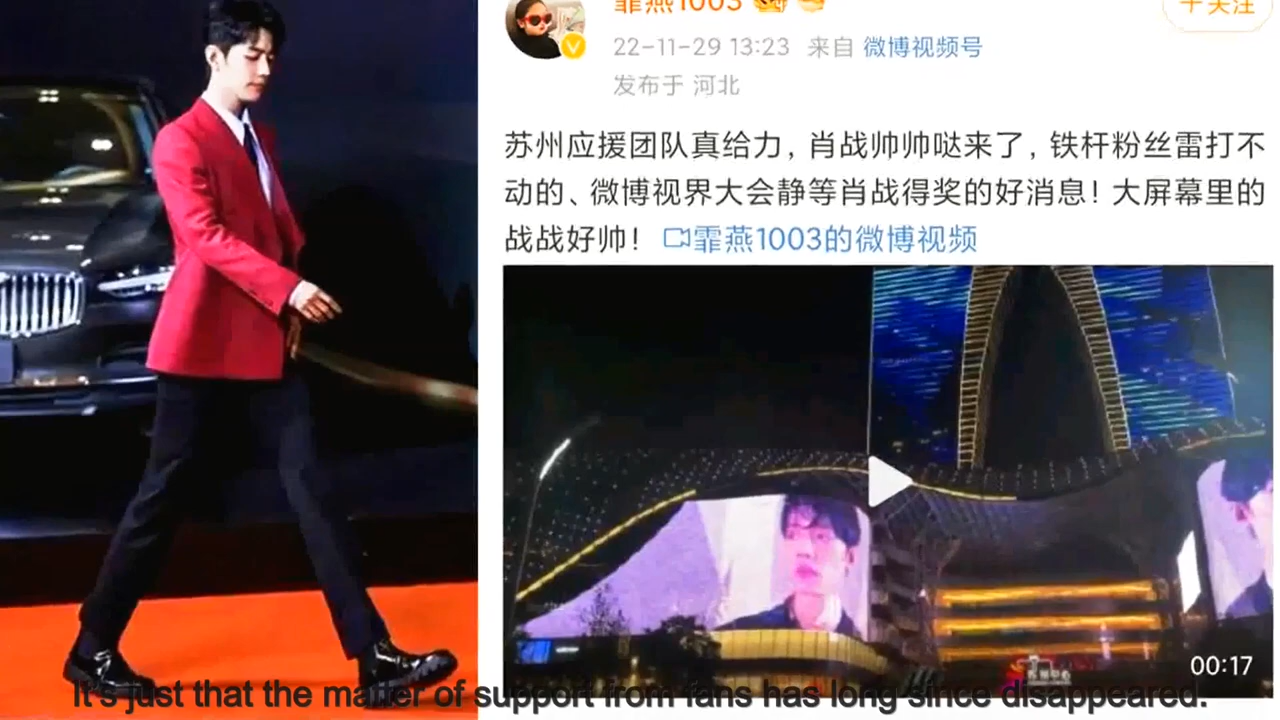 霏燕1003
+关注
22-11-29 13:23 来自 微博视频号
发布于 河北
苏州应援团队真给力，肖战帅帅哒来了，铁杆粉丝雷打不
动的、微博视界大会静等肖战得奖的好消息！大屏幕里的
战战好帅！ 霏燕1003的微博视频
苏州中心
00:17
It's just that the matter of support from fans has long since disappeared.